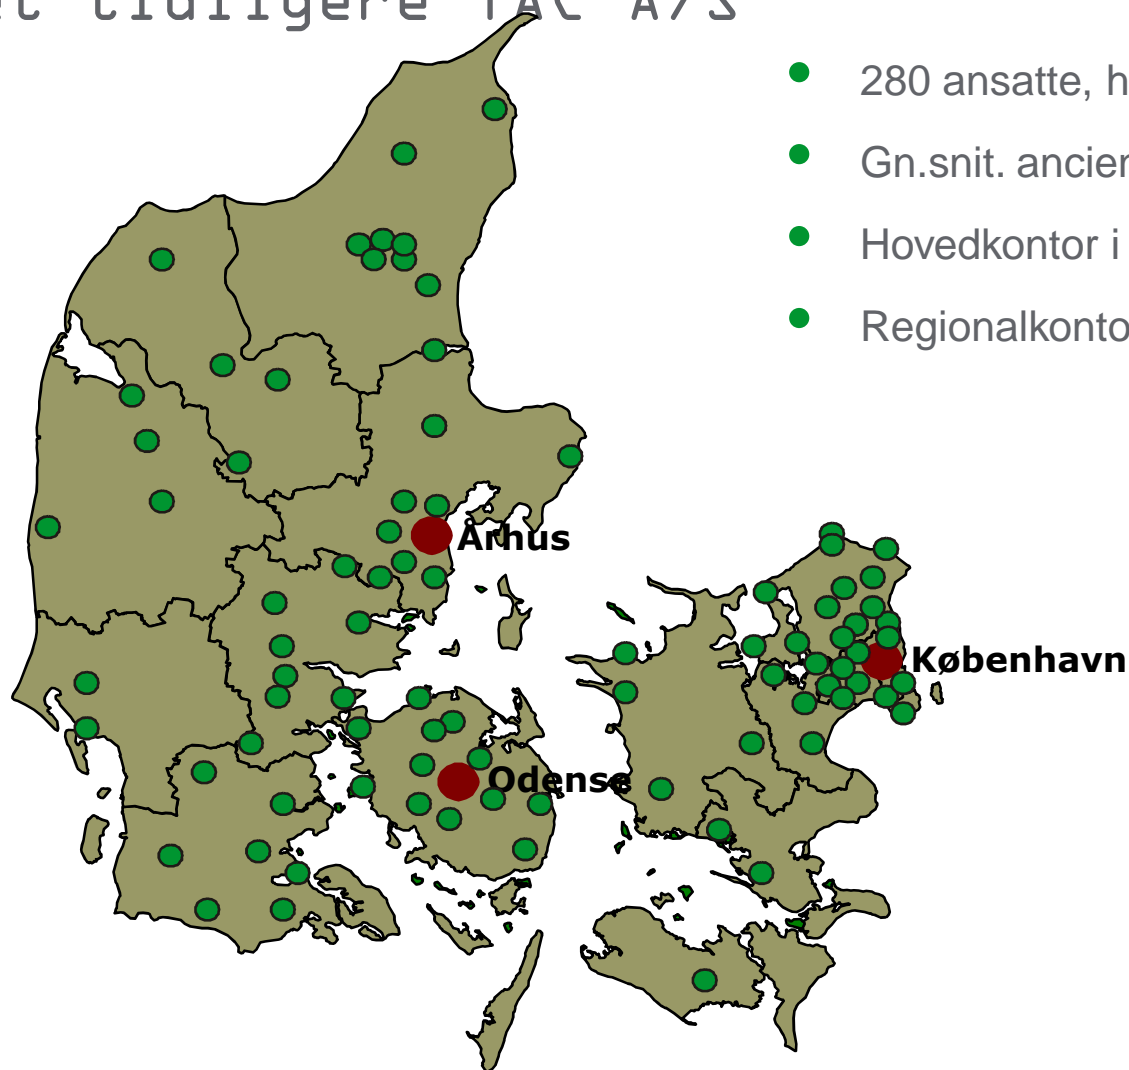 tidligere TAC A/S
280 ansatte,
Gn.snit.
Hovedkontor i
Århus
København
Odense